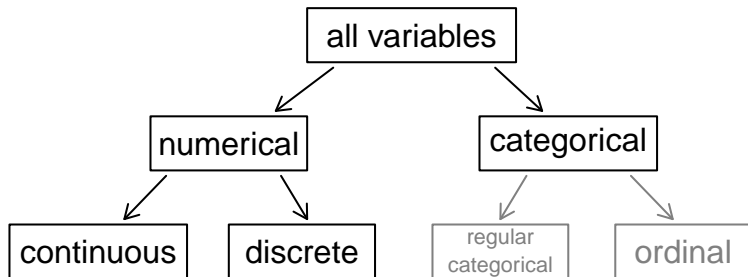 all variables
numerical
categorical
continuous
discrete
regular
categorical
ordinal